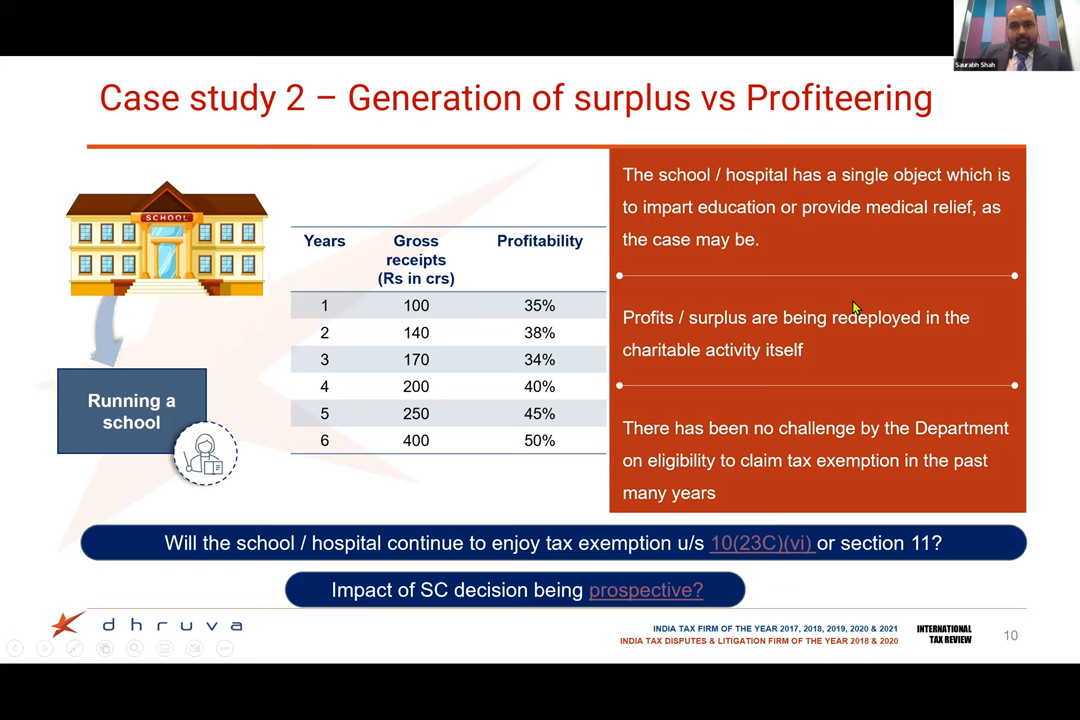 Saurabh Shah
Case study 2 – Generation of surplus vs Profiteering
SCHOOL
Running a
school
Years Gross Profitability
receipts
(Rs in crs)
1 100 35%
2 140 38%
3 170 34%
4 200 40%
5 250 45%
6 400 50%
The school / hospital has a single object which is
to impart education or provide medical relief, as
the case may be.
Profits / surplus are being redeployed in the
charitable activity itself
There has been no challenge by the Department
on eligibility to claim tax exemption in the past
many years
Will the school / hospital continue to enjoy tax exemption u/s 10(23C)(vi) or section 11?
Impact of SC decision being prospective?
dhruva
INDIA TAX FIRM OF THE YEAR 2017, 2018, 2019, 2020 & 2021
INDIA TAX DISPUTES & LITIGATION FIRM OF THE YEAR 2018 & 2020
INTERNATIONAL
TAX REVIEW
10